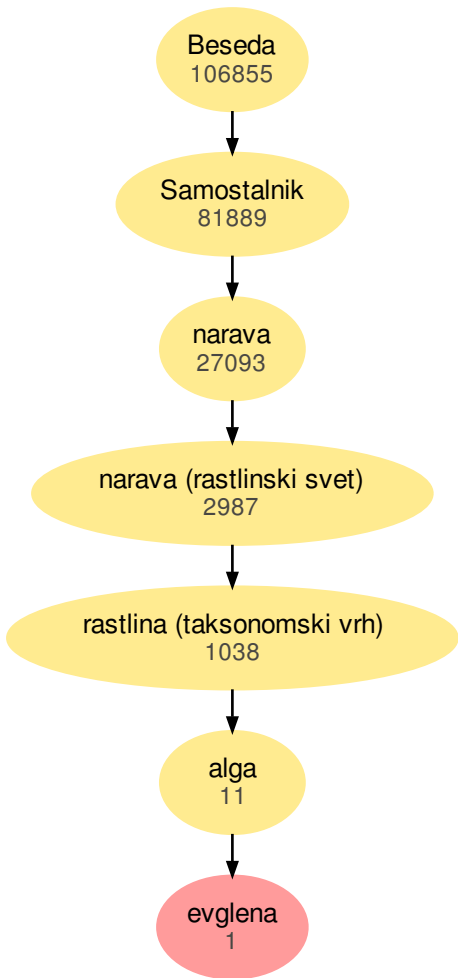 Beseda
106855
Samostalnik
81889
narava
27093
narava (rastlinski svet)
2987
rastlina (taksonomski vrh)
1038
alga
11
evglena
1